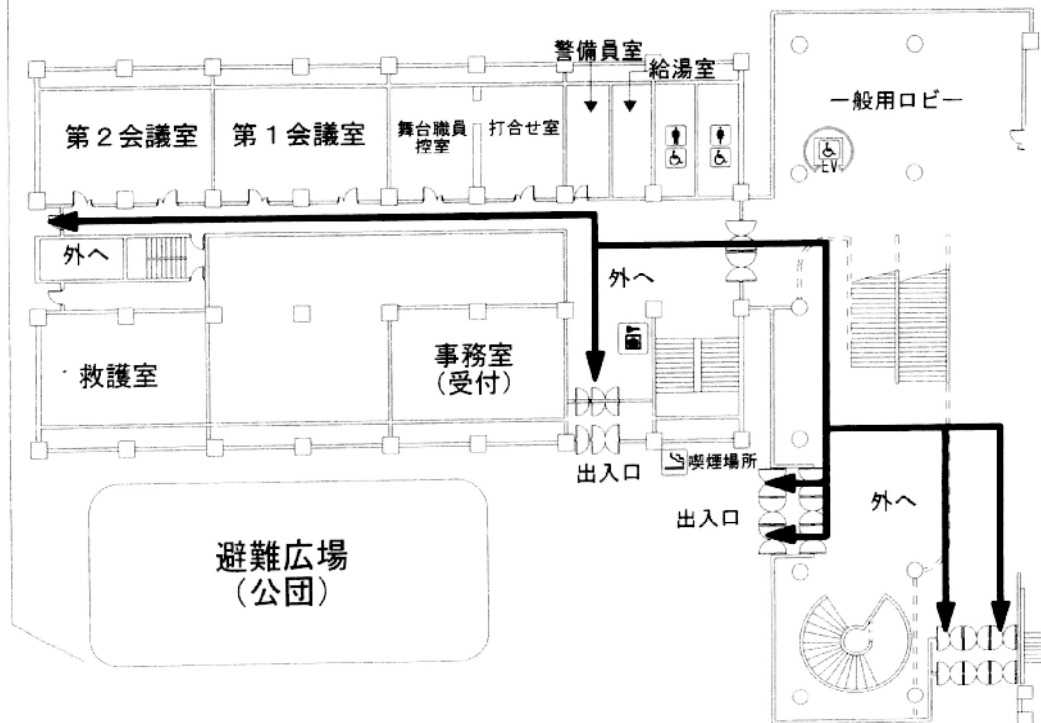 警備員室
給湯室
一般用ロビー
第2会議室
第1会議室
舞台職員
控室
打合せ室
EV
外へ
外へ
救護室
事務室
(受付)
出入口
喫煙場所
出入口
外へ
避難広場
(公団)